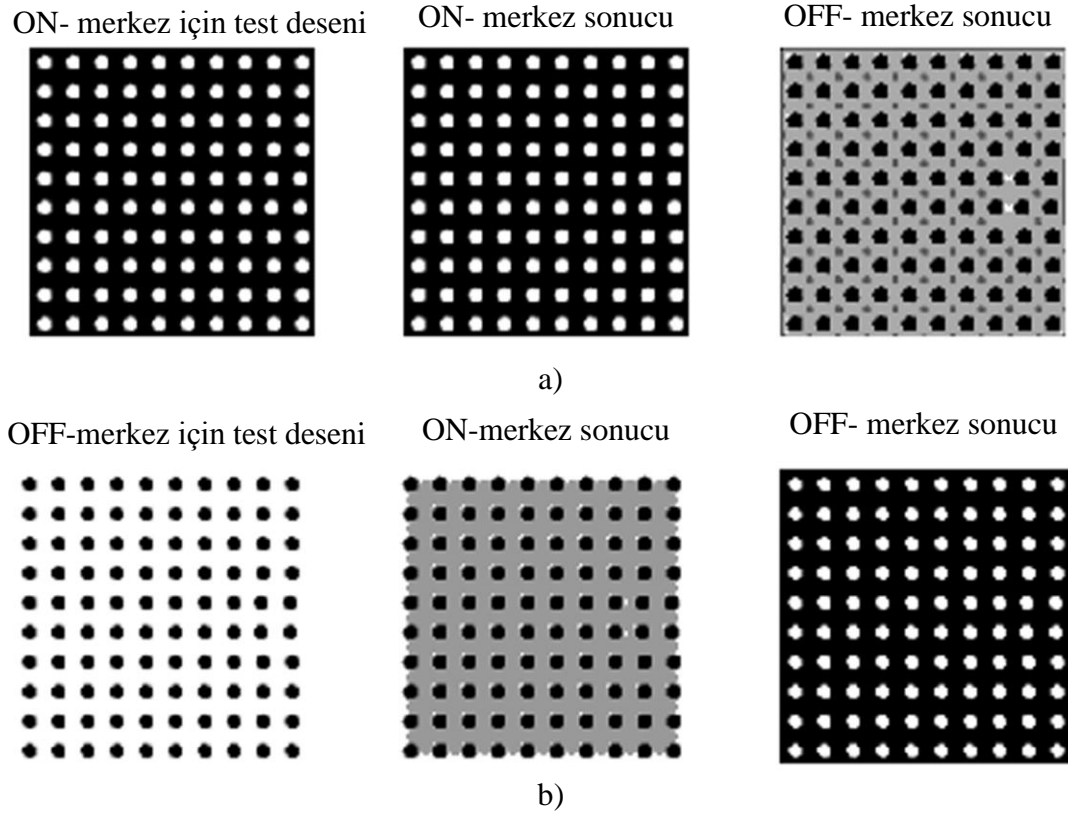 ON- merkez için test deseni
ON- merkez sonucu
OFF- merkez sonucu
a)
OFF-merkez için test deseni
ON-merkez sonucu
OFF- merkez sonucu
b)